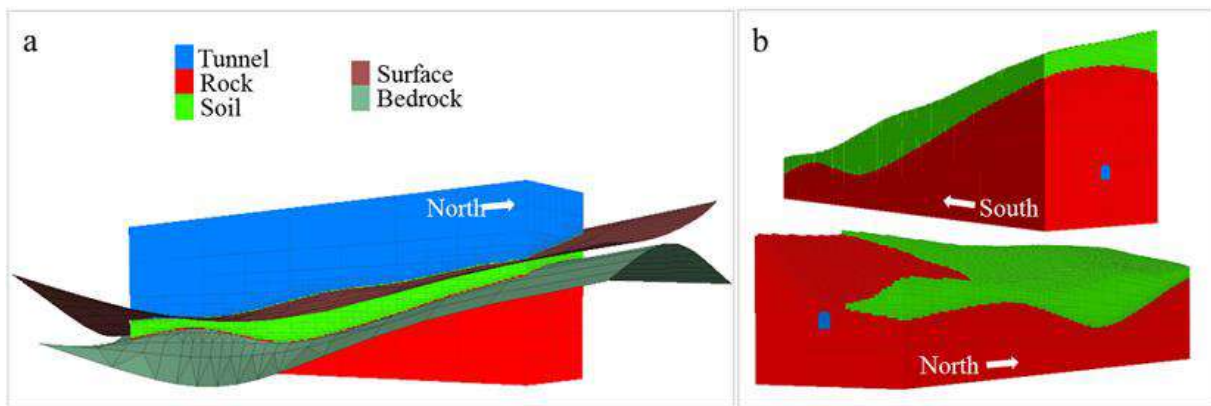 a
Tunnel
Rock
Soil
Surface
Bedrock
North
b
South
North